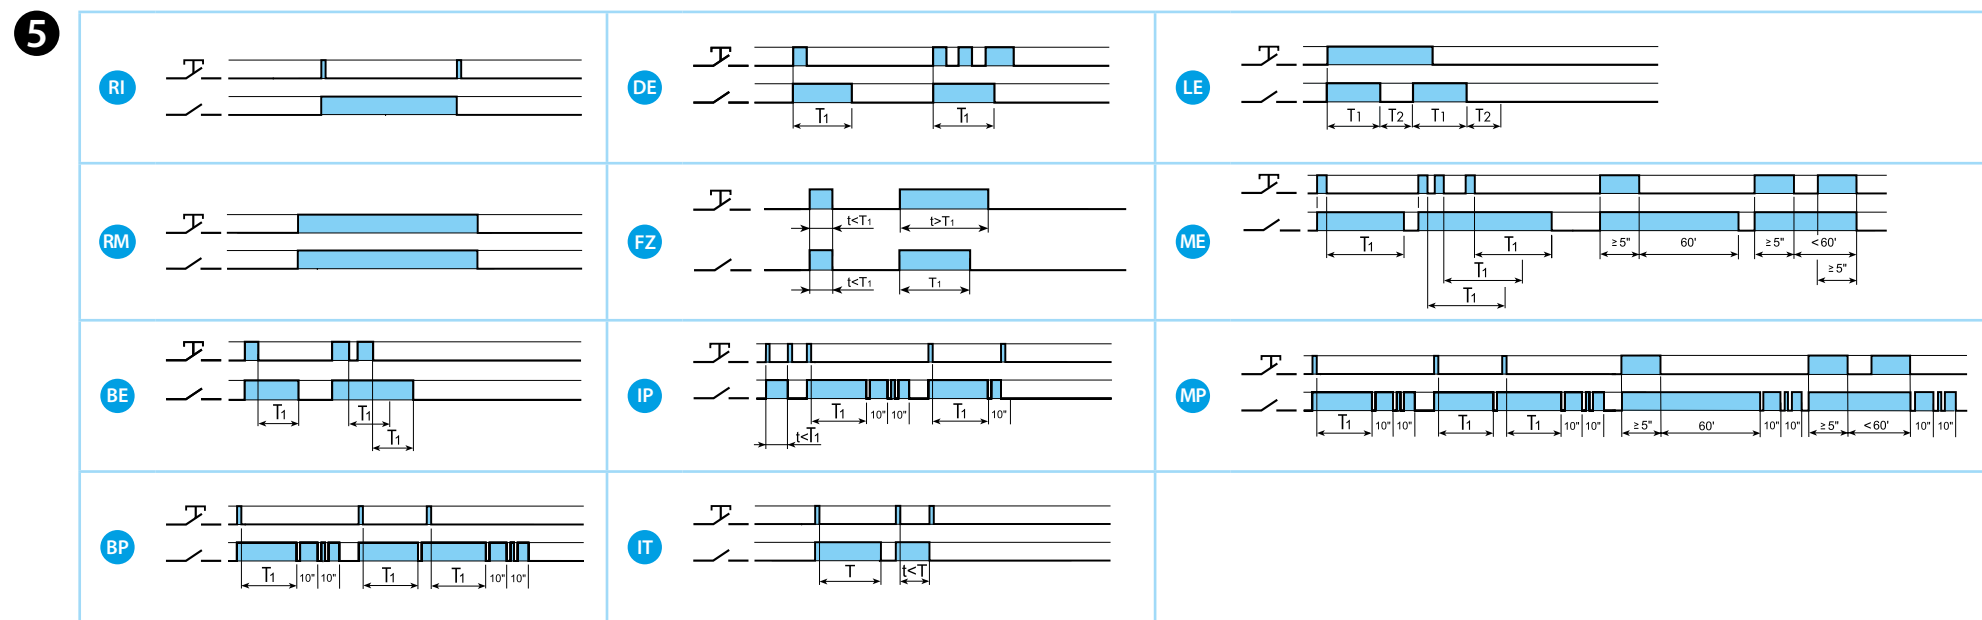 5
RI
DE
T1 T1
LE
T1 T2 T1 T2
RM
FZ
t<T1 t>T1
t<T1 T1
ME
T1 T1 ≥5" 60' ≥5" <60'
T1 ≥5"
T1
BE
T1 T1
T1
IP
T1 10" 10" T1 10"
t<T1
MP
T1 10" 10" T1 T1 10" 10" ≥5" 60' 10" 10" ≥5" <60' 10" 10"
BP
T1 10" 10" T1 T1 10" 10"
IT
T t<T